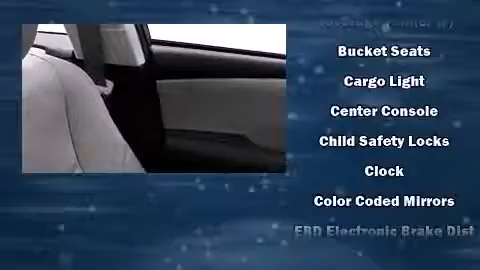 Bucket Seats
Cargo Light
Center Console
Child Safety Locks
Clock
Color Coded Mirrors
EBD Electronic Brake Dist